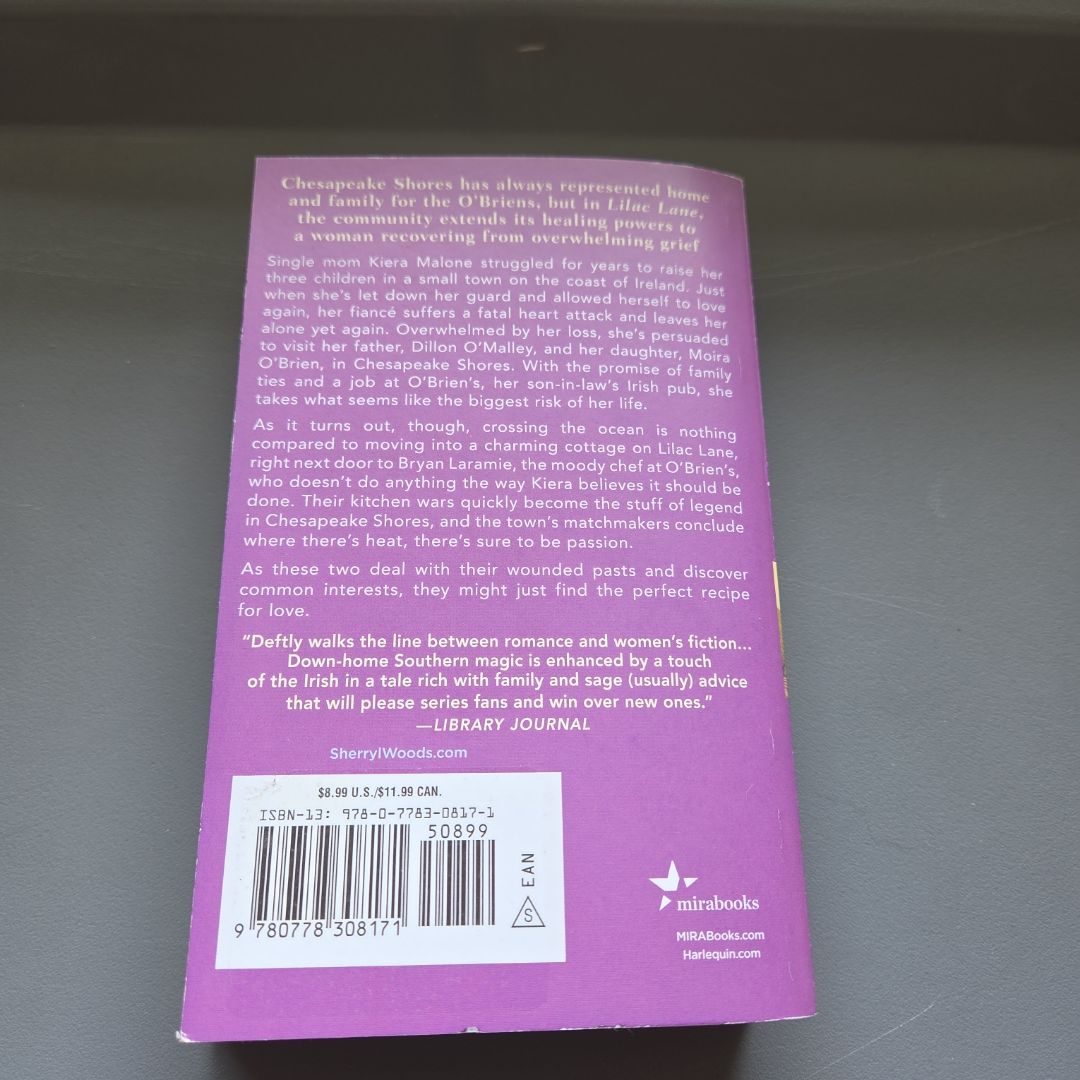 Chesapeake Shores has always represented home
and family for the O'Briens, but in Lilac Lane,
the community extends its healing powers to
a woman recovering from overwhelming grief
Single mom Kiera Malone struggled for years to raise her
three children in a small town on the coast of Ireland. Just
when she's let down her guard and allowed herself to love
again, her fiancé suffers a fatal heart attack and leaves her
alone yet again. Overwhelmed by her loss, she's persuaded
to visit her father, Dillon O'Malley, and her daughter, Moira
O'Brien, in Chesapeake Shores. With the promise of family
ties and a job at O'Brien's, her son-in-law's Irish pub, she
takes what seems like the biggest risk of her life.
As it turns out, though, crossing the ocean is nothing
compared to moving into a charming cottage on Lilac Lane,
right next door to Bryan Laramie, the moody chef at O'Brien's,
who doesn't do anything the way Kiera believes it should be
done. Their kitchen wars quickly become the stuff of legend
in Chesapeake Shores, and the town's matchmakers conclude
where there's heat, there's sure to be passion.
As these two deal with their wounded pasts and discover
common interests, they might just find the perfect recipe
for love.
"Deftly walks the line between romance and women's fiction...
Down-home Southern magic is enhanced by a touch
of the Irish in a tale rich with family and sage (usually) advice
that will please series fans and win over new ones."
—LIBRARY JOURNAL
SherrylWoods.com
$8.99 U.S./$11.99 CAN.
ISBN-13: 978-0-7783-0817-1
50899
EAN
S
9 780778 308171
mirabooks
MIRABooks.com
Harlequin.com